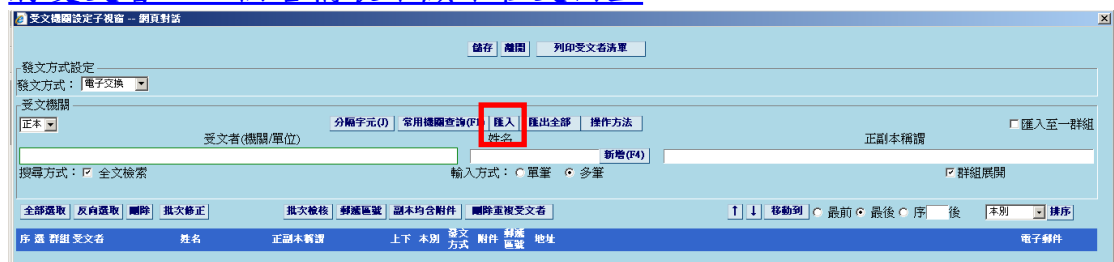 受文機關設定子視窗 -- 網頁對話
儲存 離開 列印受文者清單
發文方式設定
發文方式： 電子交換
受文機關
正本 分隔字元(J) 常用機關查詢(F) 匯入 匯出全部 操作方法 匯入至一群組
受文者(機關/單位) 姓名 正副本稱謂
新增(F4)
搜尋方式： 全文檢索 輸入方式： 單筆 多筆 群組展開
全部選取 反向選取 刪除 批次修正 批次檢核 郵遞區號 副本均含附件 刪除重複受文者 ↑ ↓ 移動到 最前 最後 序 後 本別 排序
序 選 群組 受文者 姓名 正副本稱謂 上下 本別 發文方式 附件 郵遞區號 地址 電子郵件